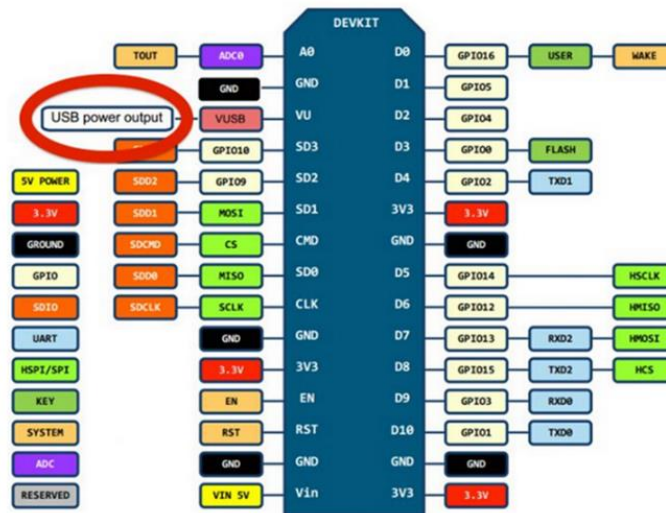 DEVKIT
TOUT ADC0 A0 D0 GPIO16 USER WAKE
GND GND D1 GPIO5
USB power output VUSB VU D2 GPIO4
GPIO10 SD3 D3 GPIO0 FLASH
5V POWER SDD2 GPIO9 SD2 D4 GPIO2 TXD1
3.3V SDD1 MOSI SD1 3V3 3.3V
GROUND SDCMD CS CMD GND GND
GPIO SDD0 MISO SD0 D5 GPIO14 HSCLK
SDIO SDCLK SCLK CLK D6 GPIO12 HMISO
UART GND GND D7 GPIO13 RXD2 HMOSI
HSPI/SPI 3.3V 3V3 D8 GPIO15 TXD2 HCS
KEY EN EN D9 GPIO3 RXD0
SYSTEM RST RST D10 GPIO1 TXD0
ADC GND GND GND GND
RESERVED VIN 5V Vin 3V3 3.3V